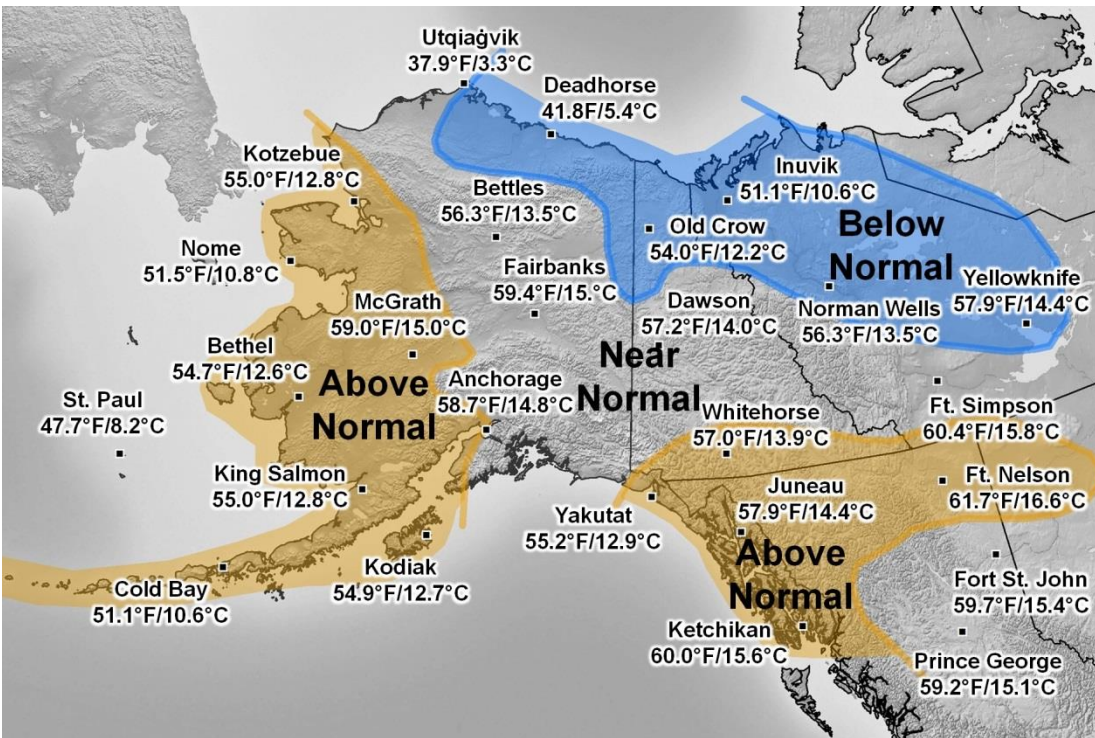 Utqiaġvik
37.9°F/3.3°C
Deadhorse
41.8F/5.4°C
Kotzebue
55.0°F/12.8°C
Inuvik
51.1°F/10.6°C
Bettles
56.3°F/13.5°C
Old Crow
54.0°F/12.2°C
Below
Normal
Nome
51.5°F/10.8°C
Fairbanks
59.4°F/15.°C
Yellowknife
57.9°F/14.4°C
McGrath
59.0°F/15.0°C
Dawson
57.2°F/14.0°C
Norman Wells
56.3°F/13.5°C
Bethel
54.7°F/12.6°C
Near
Normal
Above
Normal
Anchorage
58.7°F/14.8°C
St. Paul
47.7°F/8.2°C
Whitehorse
57.0°F/13.9°C
Ft. Simpson
60.4°F/15.8°C
King Salmon
55.0°F/12.8°C
Juneau
57.9°F/14.4°C
Ft. Nelson
61.7°F/16.6°C
Yakutat
55.2°F/12.9°C
Above
Normal
Kodiak
54.9°F/12.7°C
Cold Bay
51.1°F/10.6°C
Fort St. John
59.7°F/15.4°C
Ketchikan
60.0°F/15.6°C
Prince George
59.2°F/15.1°C